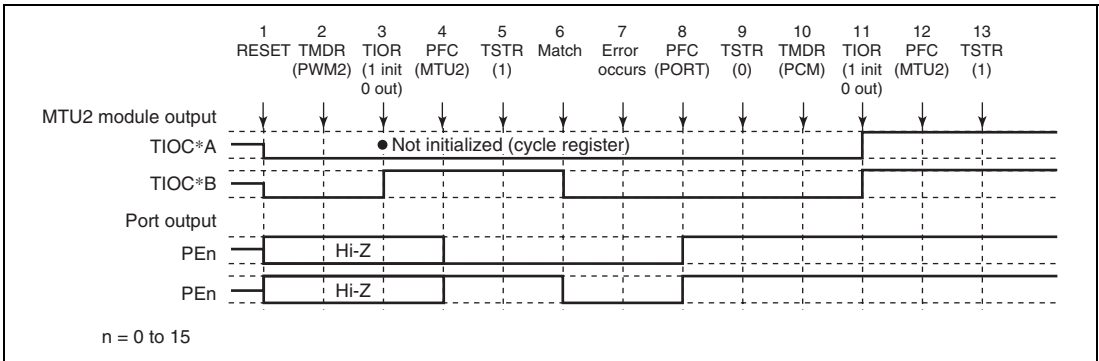 1 2 3 4 5 6 7 8 9 10 11 12 13
RESET TMDR TIOR PFC TSTR Match Error PFC TSTR TMDR TIOR PFC TSTR
(PWM2) (1 init (MTU2) (1) occurs (PORT) (0) (PCM) (1 init (MTU2) (1)
0 out) 0 out)
MTU2 module output
TIOC*A
● Not initialized (cycle register)
TIOC*B
Port output
PEn Hi-Z
PEn Hi-Z
n = 0 to 15